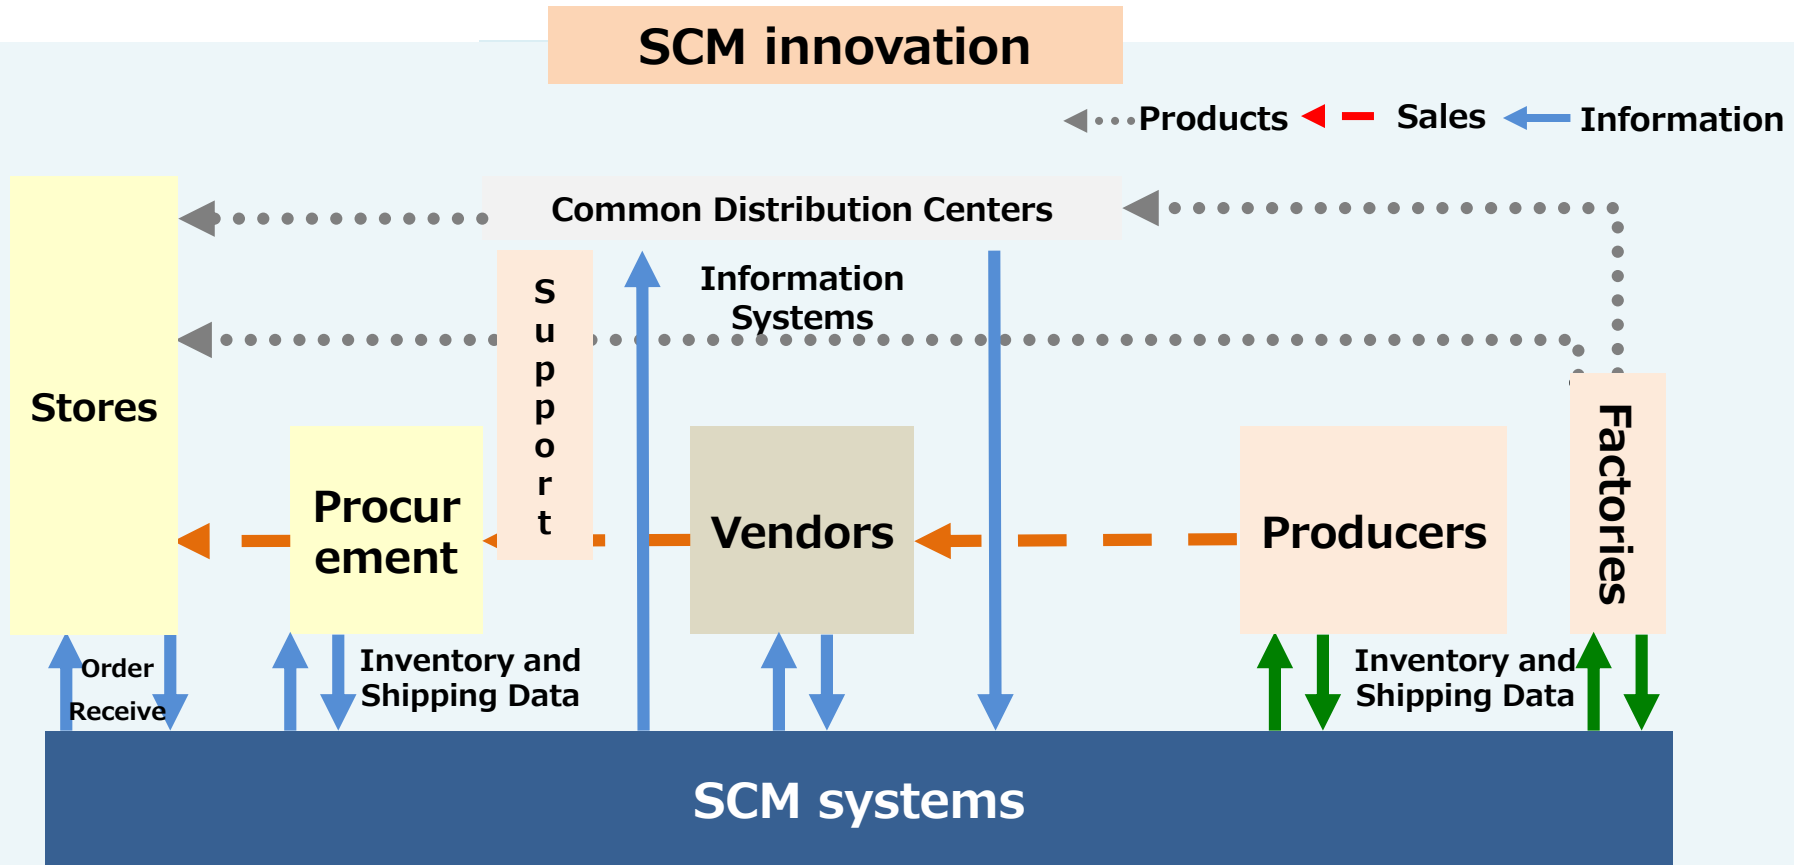 SCM innovation
Products
Sales
Information
Common Distribution Centers
Support
Information
Systems
Stores
Factories
Procur
ement
Vendors
Producers
Order
Receive
Inventory and
Shipping Data
Inventory and
Shipping Data
SCM systems